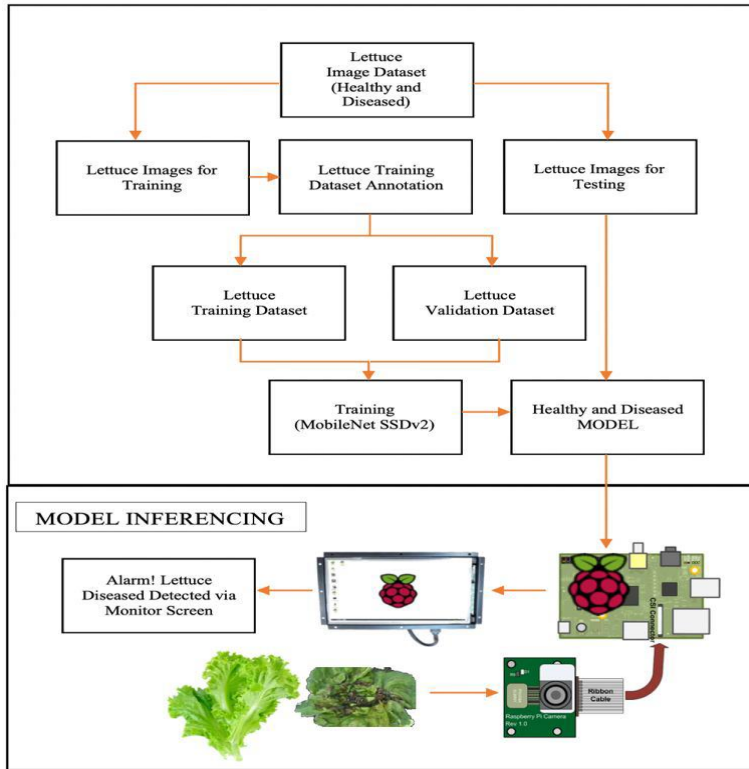 Lettuce
Image Dataset
(Healthy and
Diseased)
Lettuce Images for
Training
Lettuce Training
Dataset Annotation
Lettuce Images for
Testing
Lettuce
Training Dataset
Lettuce
Validation Dataset
Training
(MobileNet SSDv2)
Healthy and Diseased
MODEL
MODEL INFERENCING
Alarm! Lettuce
Diseased Detected via
Monitor Screen
CSI Connector
Ribbon
Cable
Raspberry Pi Camera
Rev 1.0